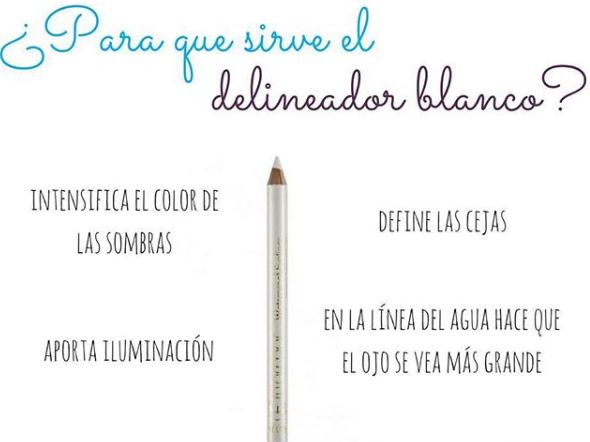 ¿Para que sirve el
delineador blanco?
INTENSIFICA EL COLOR DE
LAS SOMBRAS
DEFINE LAS CEJAS
APORTA ILUMINACIÓN
EN LA LÍNEA DEL AGUA HACE QUE
EL OJO SE VEA MÁS GRANDE